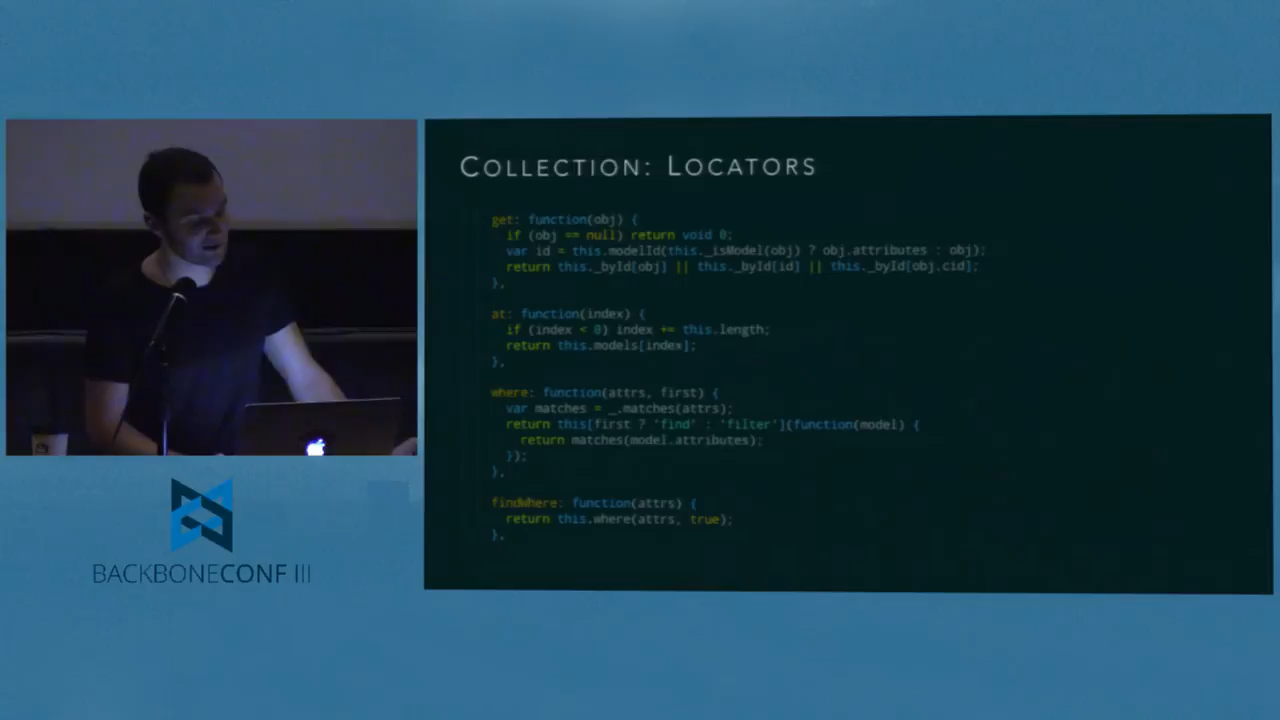 COLLECTION: LOCATORS
get: function(obj) {
if (obj == null) return void 0;
var id = this.modelId(this._isModel(obj) ? obj.attributes : obj);
return this._byId[obj] || this._byId[id] || this._byId[obj.cid];
},
at: function(index) {
if (index < 0) index += this.length;
return this.models[index];
},
where: function(attrs, first) {
var matches = _.matches(attrs);
return this[first ? 'find' : 'filter'](function(model) {
return matches(model.attributes);
});
},
findWhere: function(attrs) {
return this.where(attrs, true);
},
BACKBONECONF III